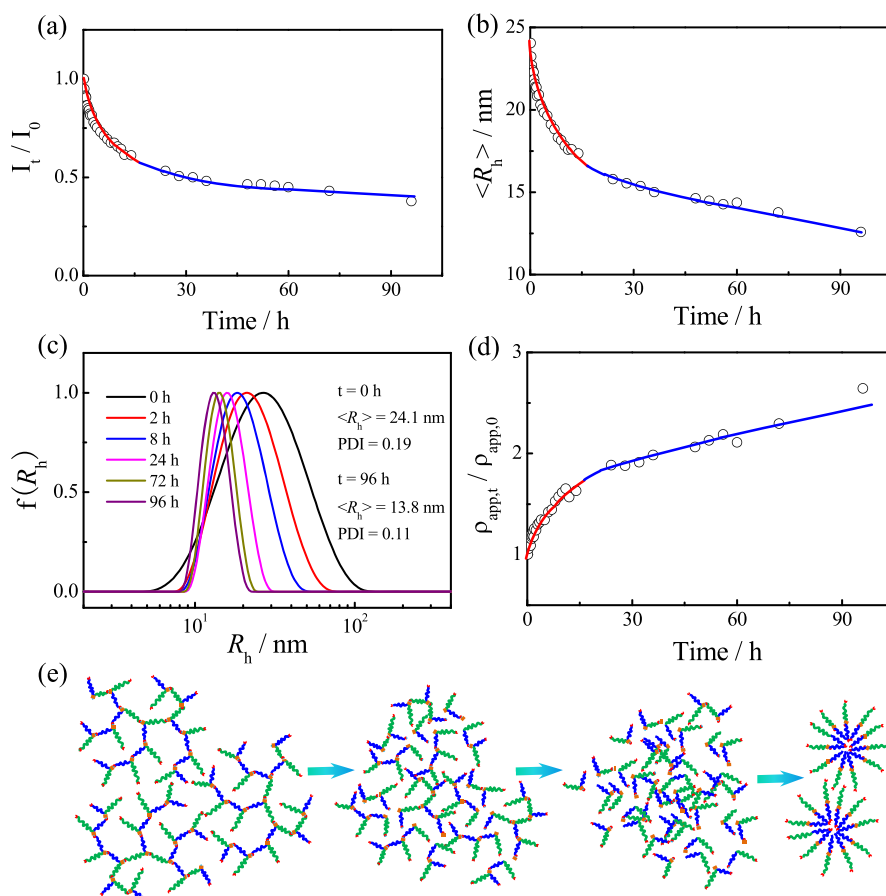 (a)
1.0
0.5
0.0
I_t / I_0
0
30
60
90
Time / h
(b)
25
20
15
10
<R_h> / nm
0
30
60
90
Time / h
(c)
1.0
0.5
0.0
f(R_h)
0 h
2 h
8 h
24 h
72 h
96 h
t = 0 h
<R_h> = 24.1 nm
PDI = 0.19
t = 96 h
<R_h> = 13.8 nm
PDI = 0.11
10^1
10^2
R_h / nm
(d)
3
2
1
ρ_app,t / ρ_app,0
0
30
60
90
Time / h
(e)